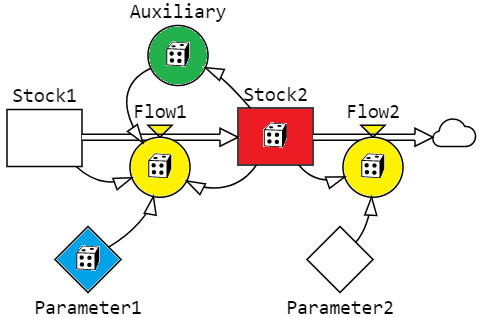 Auxiliary
Stock1
Flow1
Stock2
Flow2
Parameter1
Parameter2